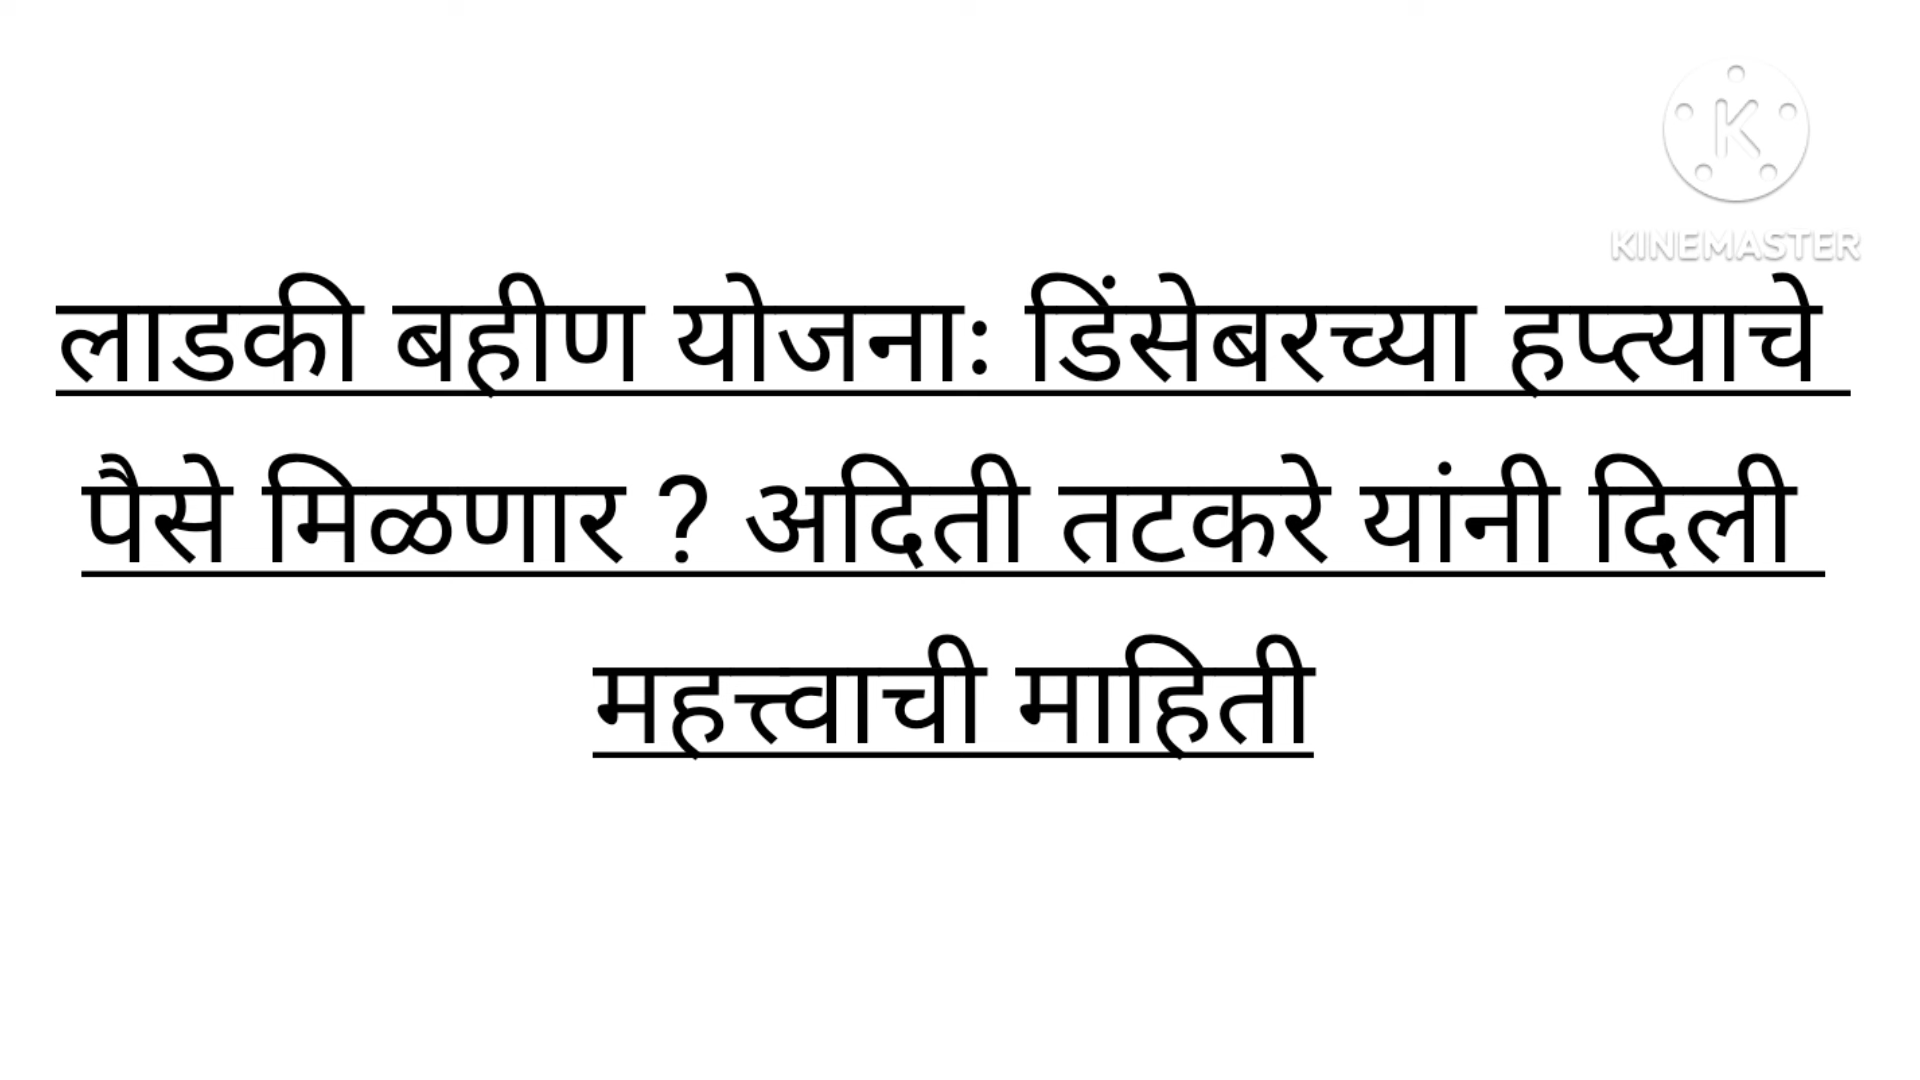 KINEMASTER
लाडकी बहीण योजनाः डिंसेबरच्या हप्त्याचे
पैसे मिळणार ? अदिती तटकरे यांनी दिली
महत्त्वाची माहिती